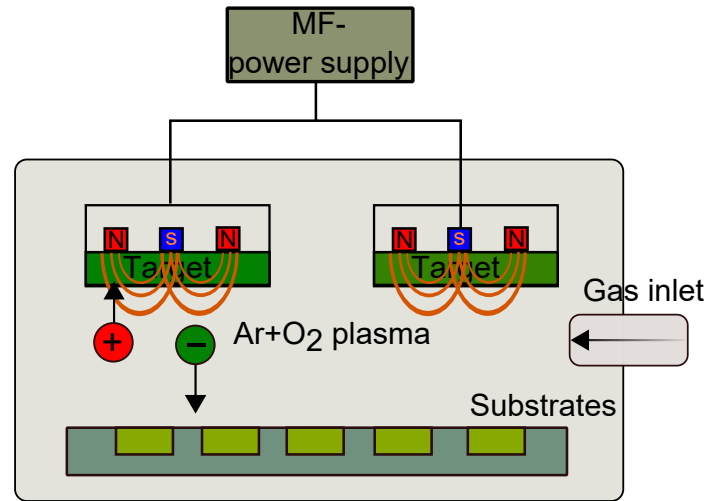 MF-
power supply
N S N
N S N
Target
Target
Gas inlet
+
−
Ar+O2 plasma
Substrates